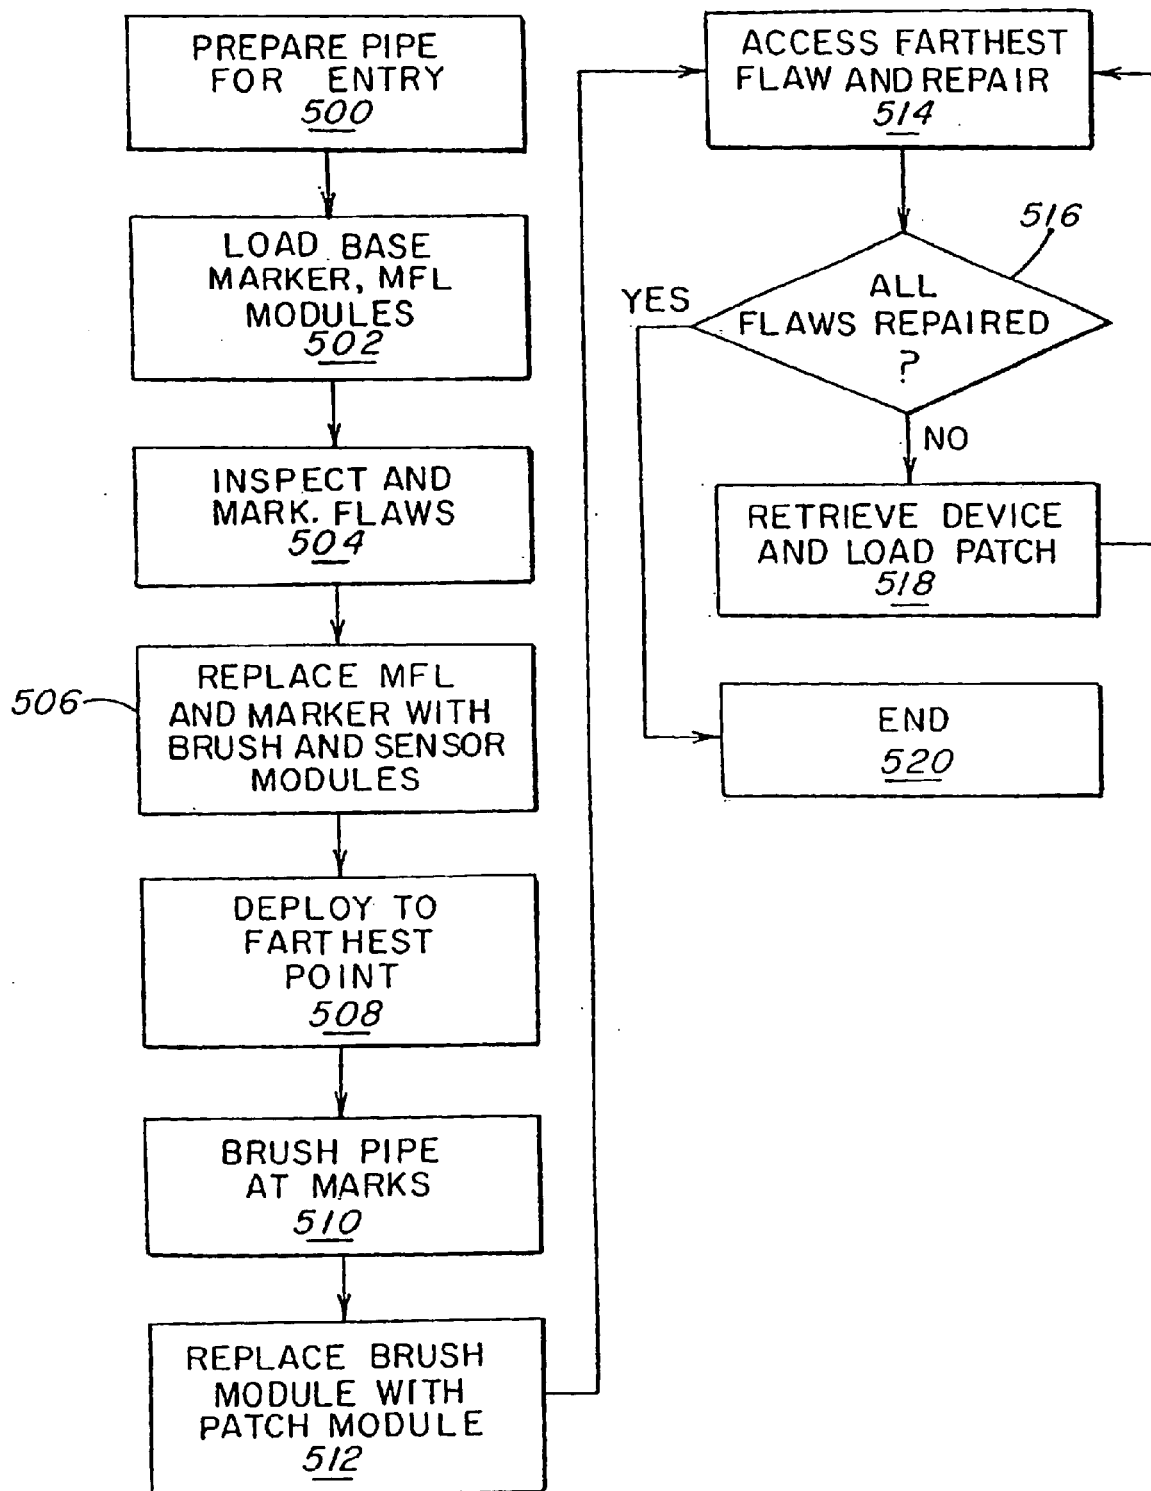 PREPARE PIPE
FOR ENTRY
500
LOAD BASE
MARKER, MFL
MODULES
502
INSPECT AND
MARK. FLAWS
504
506
REPLACE MFL
AND MARKER WITH
BRUSH AND SENSOR
MODULES
DEPLOY TO
FARTHEST
POINT
508
BRUSH PIPE
AT MARKS
510
REPLACE BRUSH
MODULE WITH
PATCH MODULE
512
ACCESS FARTHEST
FLAW AND REPAIR
514
516
YES
ALL
FLAWS REPAIRED
?
NO
RETRIEVE DEVICE
AND LOAD PATCH
518
END
520